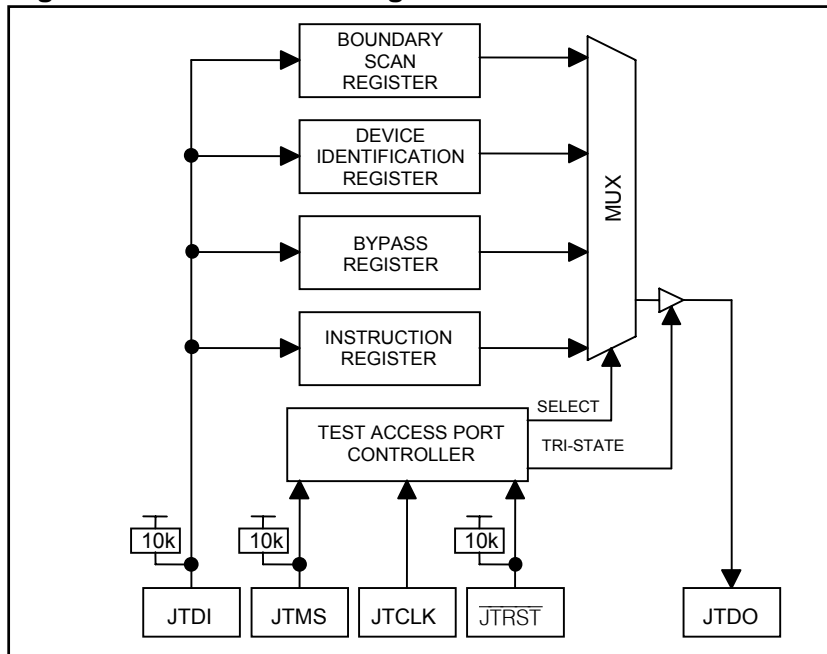 BOUNDARY
SCAN
REGISTER
DEVICE
IDENTIFICATION
REGISTER
MUX
BYPASS
REGISTER
INSTRUCTION
REGISTER
SELECT
TEST ACCESS PORT
CONTROLLER
TRI-STATE
10k
10k
10k
JTDI
JTMS
JTCLK
JTRST
JTDO